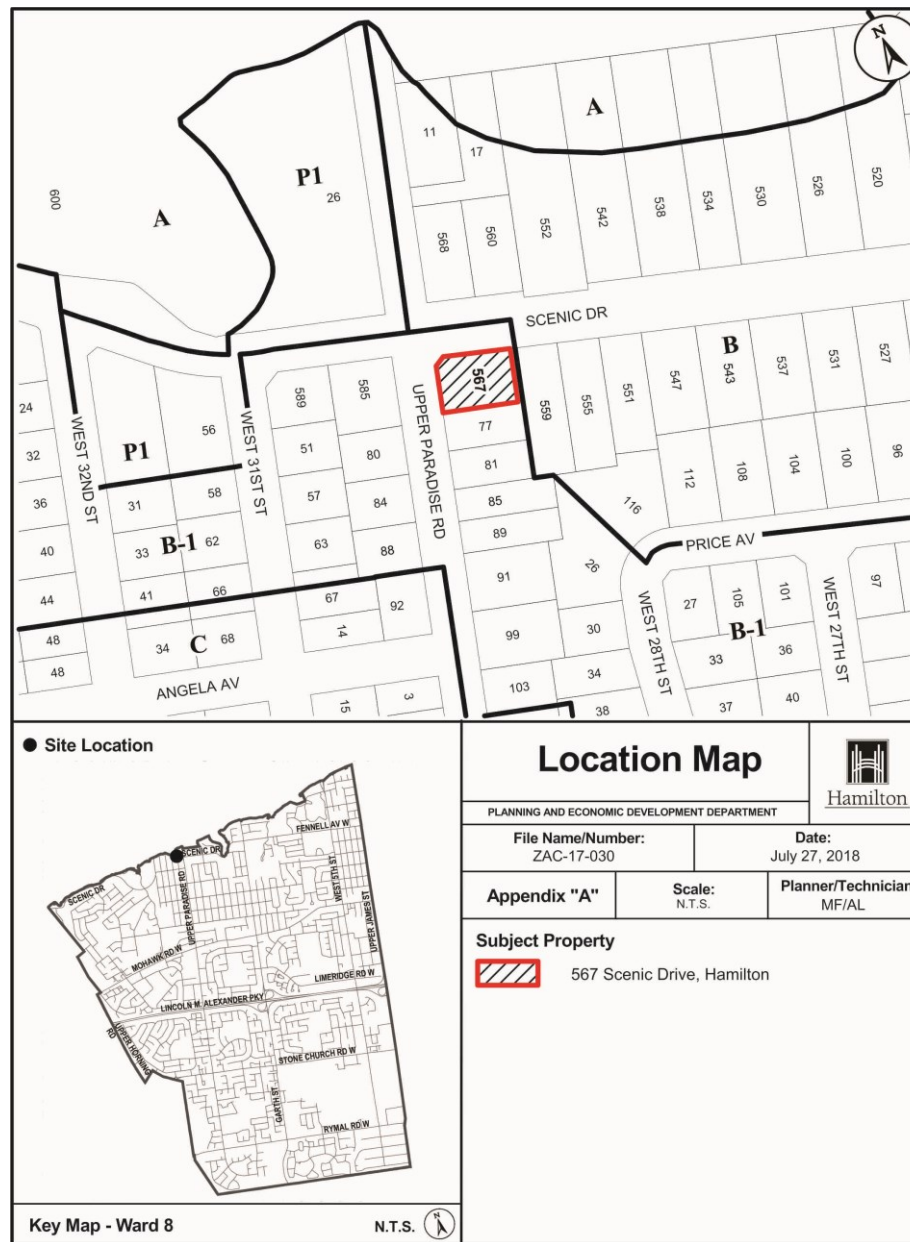 N
A
11
17
P1
26
600
A
568
560
552
542
538
534
530
526
520
SCENIC DR
B
567
559
555
551
547
543
537
531
527
24
32
36
40
44
48
48
WEST 32ND ST
P1
56
31
58
33
B-1
62
41
66
34
C
68
WEST 31ST ST
589
585
51
80
57
84
63
88
67
92
14
ANGELA AV
15
3
UPPER PARADISE RD
77
81
85
89
91
99
103
116
112
108
104
100
96
PRICE AV
26
30
34
38
WEST 28TH ST
27
105
101
B-1
33
36
37
40
WEST 27TH ST
97
Site Location
FENNELL AV W
SCENIC DR
SCENIC DR
UPPER PARADISE RD
WEST 5TH ST
UPPER JAMES ST
MOHAWK RD W
LIMERIDGE RD W
LINCOLN M. ALEXANDER PKY
UPPER HORNING RD
STONE CHURCH RD W
GARTH ST
RYMAL RD W
Key Map - Ward 8
N.T.S.
N
Location Map
Hamilton
PLANNING AND ECONOMIC DEVELOPMENT DEPARTMENT
File Name/Number:
ZAC-17-030
Date:
July 27, 2018
Appendix "A"
Scale:
N.T.S.
Planner/Technician
MF/AL
Subject Property
567 Scenic Drive, Hamilton